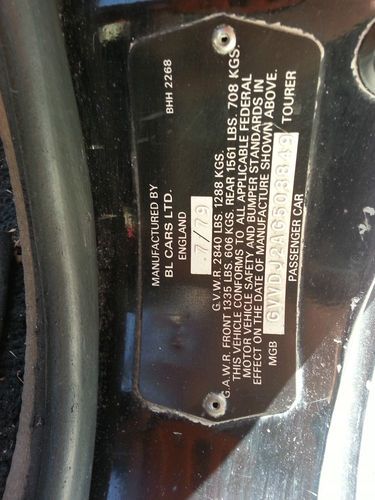 MANUFACTURED BY
BL CARS LTD.
ENGLAND
BHH 2268
7/79
G.V.W.R. 2840 LBS. 1288 KGS.
G.A.W.R. FRONT 1335 LBS. 606 KGS. REAR 1561 LBS. 708 KGS.
THIS VEHICLE CONFORMS TO ALL APPLICABLE FEDERAL
MOTOR VEHICLE SAFETY AND BUMPER STANDARDS IN
EFFECT ON THE DATE OF MANUFACTURE SHOWN ABOVE.
MGB GVVDJ2AG508849 TOURER
PASSENGER CAR